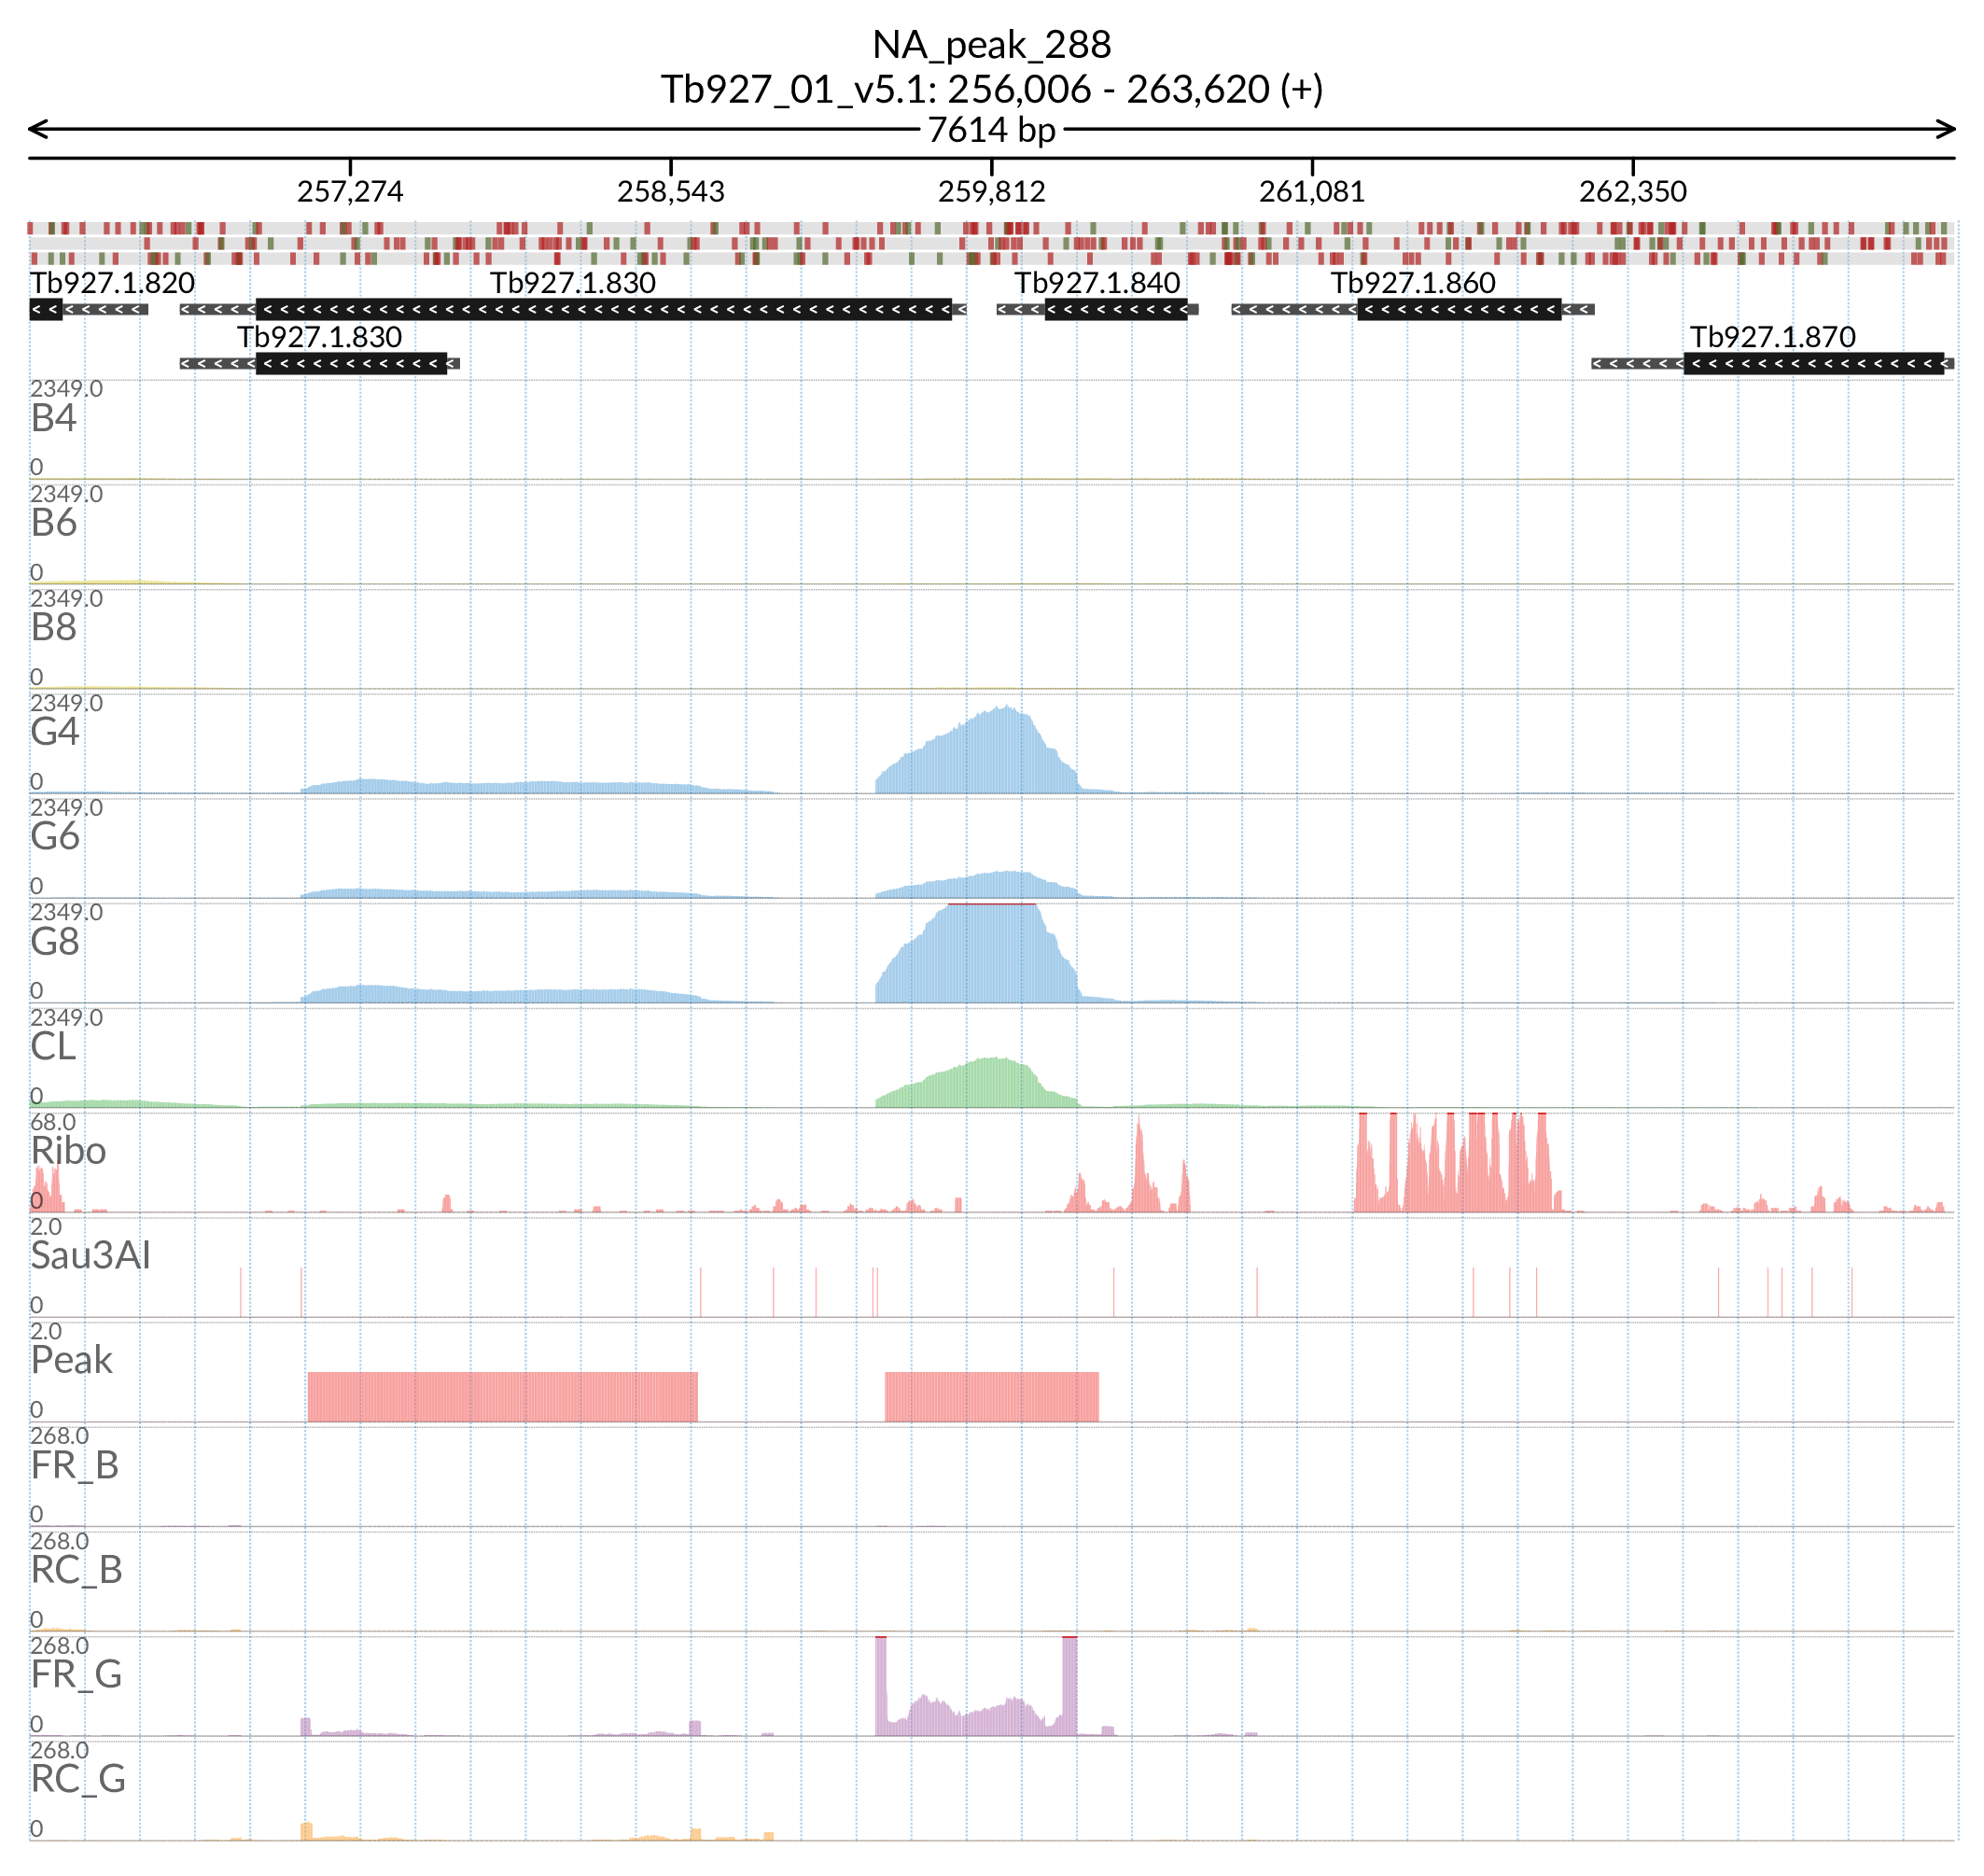 NA_peak_288
Tb927_01_v5.1: 256,006 - 263,620 (+)
7614 bp
257,274 258,543 259,812 261,081 262,350
Tb927.1.820 Tb927.1.830 Tb927.1.840 Tb927.1.860
Tb927.1.830 Tb927.1.870
2349.0
B4
0
2349.0
B6
0
2349.0
B8
0
2349.0
G4
0
2349.0
G6
0
2349.0
G8
0
2349.0
CL
0
68.0
Ribo
0
2.0
Sau3AI
0
2.0
Peak
0
268.0
FR_B
0
268.0
RC_B
0
268.0
FR_G
0
268.0
RC_G
0